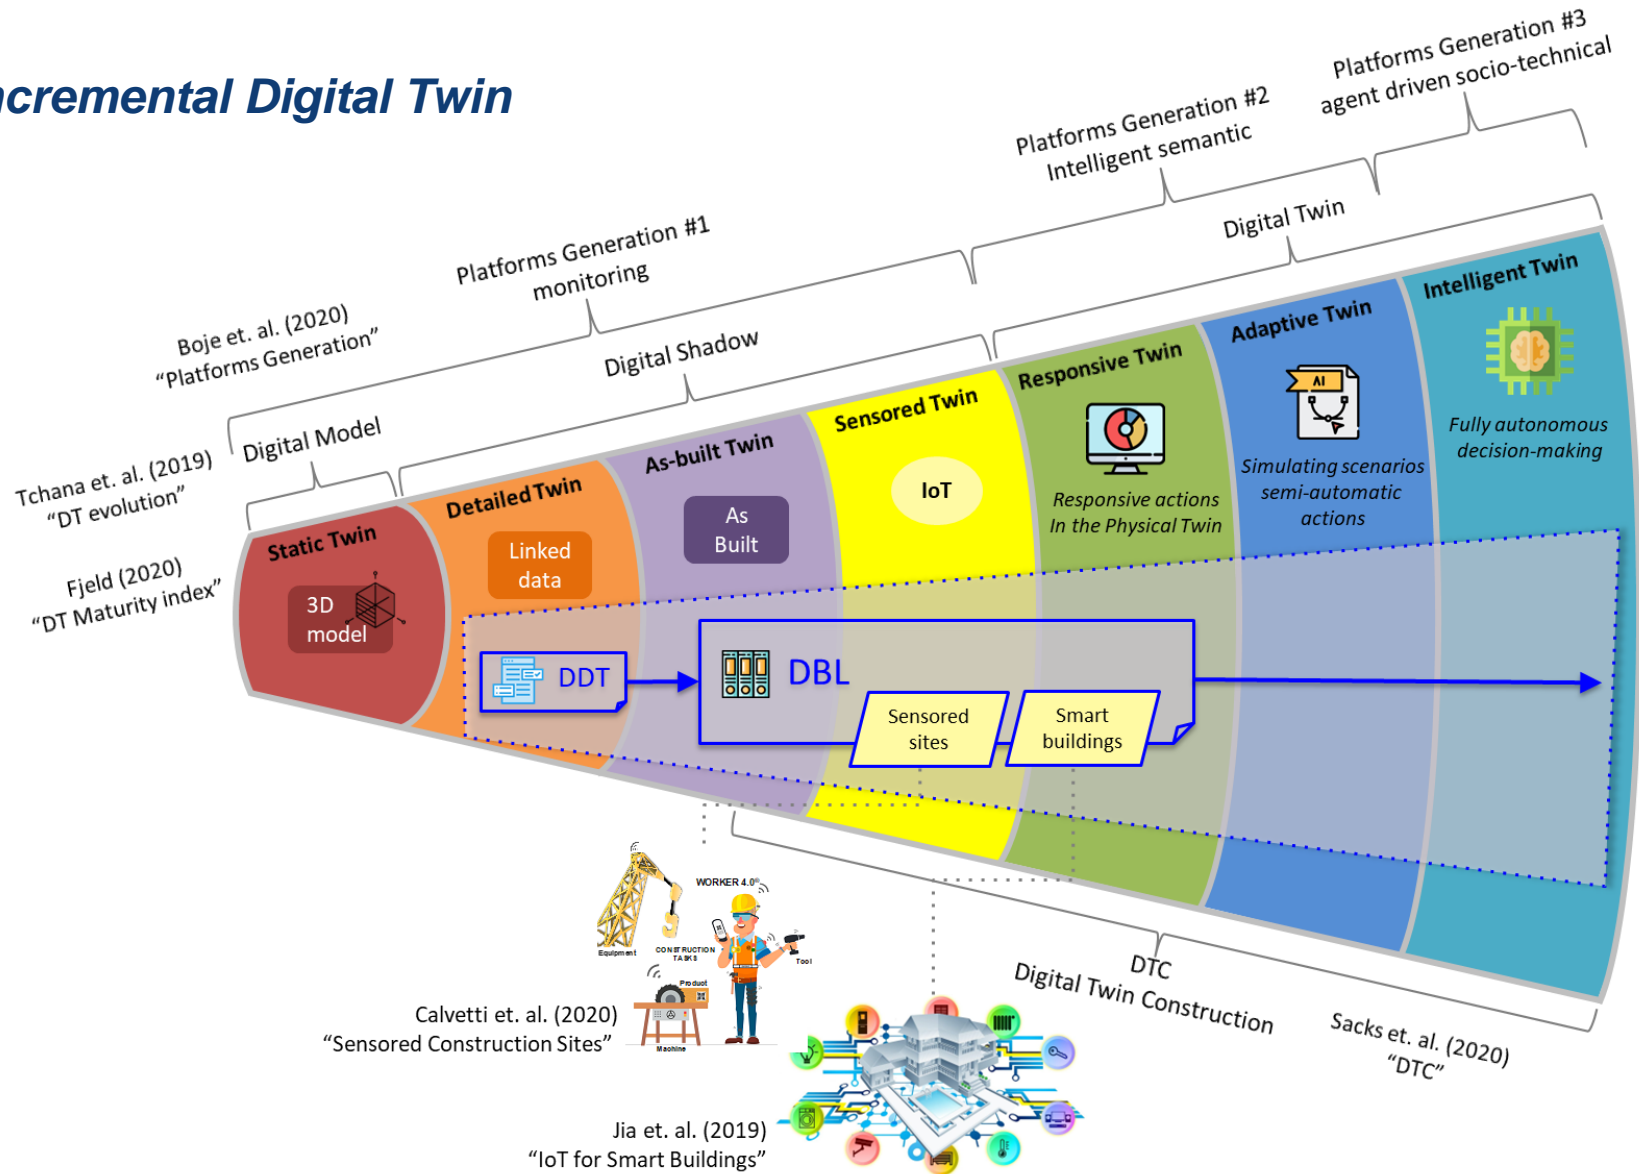 ncremental Digital Twin
Platforms Generation #3
agent driven socio-technical
Platforms Generation #2
Intelligent semantic
Digital Twin
Platforms Generation #1
monitoring
Boje et. al. (2020)
“Platforms Generation”
Digital Shadow
Digital Model
Tchana et. al. (2019)
“DT evolution”
Fjeld (2020)
“DT Maturity index”
Static Twin
3D
model
Detailed Twin
Linked
data
As-built Twin
As
Built
Sensored Twin
IoT
Responsive Twin
Responsive actions
In the Physical Twin
Adaptive Twin
AI
Simulating scenarios
semi-automatic
actions
Intelligent Twin
Fully autonomous
decision-making
DDT
DBL
Sensored
sites
Smart
buildings
WORKER 4.0®
Equipment
CONSTRUCTION
TASKS
Tool
Product
Machine
Calvetti et. al. (2020)
“Sensored Construction Sites”
DTC
Digital Twin Construction
Sacks et. al. (2020)
“DTC”
Jia et. al. (2019)
“IoT for Smart Buildings”